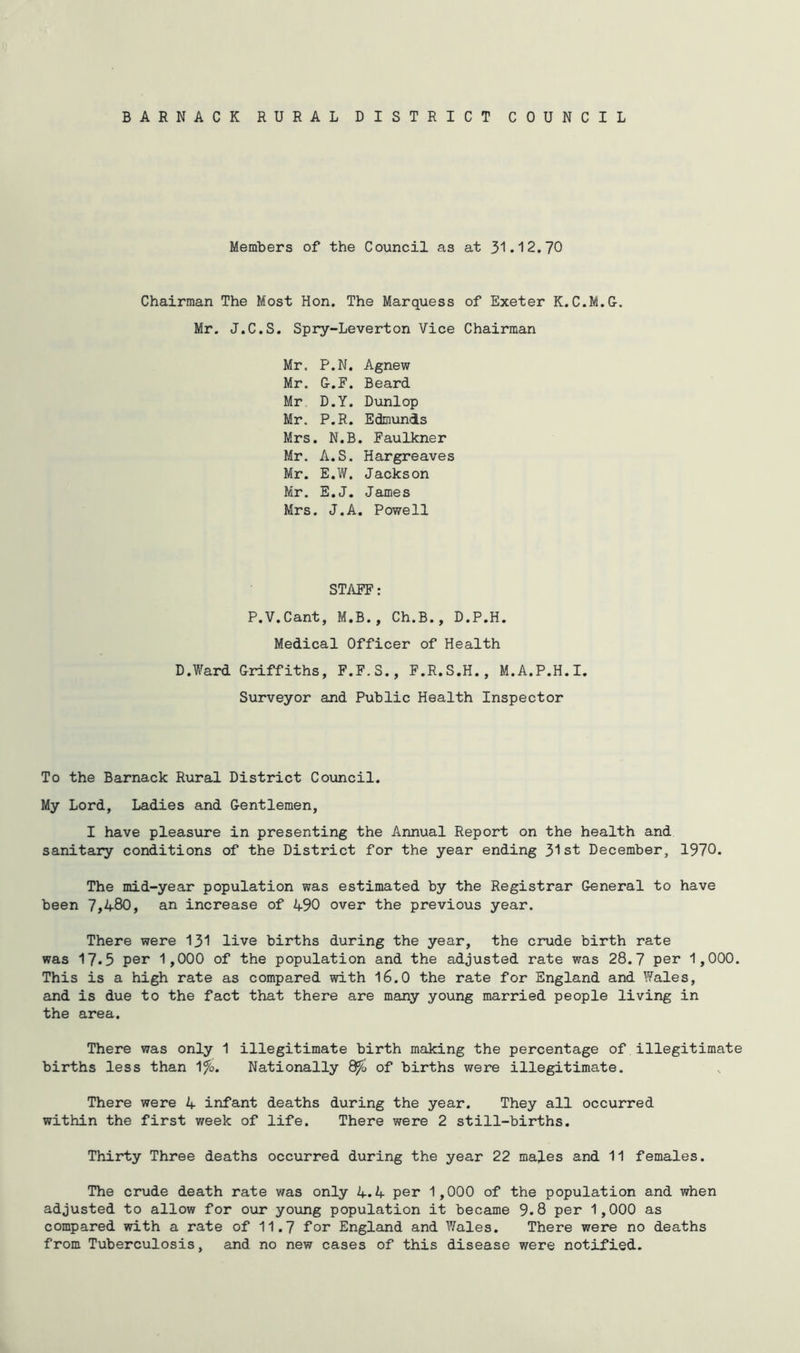 BARNACK RURAL DISTRICT COUNCIL
Members of the Council as at 31.12.70
Chairman The Most Hon. The Marquess of Exeter K.C.M.G.
Mr. J.C.S. Spry-Leverton Vice Chairman
Mr. P.N. Agnew
Mr. G.F. Beard
Mr. D.Y. Dunlop
Mr. P.R. Edmunds
Mrs. N.B. Faulkner
Mr. A.S. Hargreaves
Mr. E.W. Jackson
Mr. E.J. James
Mrs. J.A. Powell
STAFF:
P.V.Cant, M.B., Ch.B., D.P.H.
Medical Officer of Health
D.Ward Griffiths, F.F.S., F.R.S.H., M.A.P.H.I.
Surveyor and Public Health Inspector
To the Barnack Rural District Council.
My Lord, Ladies and Gentlemen,
I have pleasure in presenting the Annual Report on the health and
sanitary conditions of the District for the year ending 31st December, 1970.
The mid-year population was estimated by the Registrar General to have
been 7,480, an increase of 490 over the previous year.
There were 131 live births during the year, the crude birth rate
was 17.5 per 1,000 of the population and the adjusted rate was 28.7 per 1,000.
This is a high rate as compared with 16.0 the rate for England and Wales,
and is due to the fact that there are many young married people living in
the area.
There was only 1 illegitimate birth making the percentage of illegitimate
births less than 1%. Nationally 8% of births were illegitimate.
There were 4 infant deaths during the year. They all occurred
within the first week of life. There were 2 still-births.
Thirty Three deaths occurred during the year 22 males and 11 females.
The crude death rate was only 4.4 per 1,000 of the population and when
adjusted to allow for our young population it became 9.8 per 1,000 as
compared with a rate of 11.7 for England and Wales. There were no deaths
from Tuberculosis, and no new cases of this disease were notified.